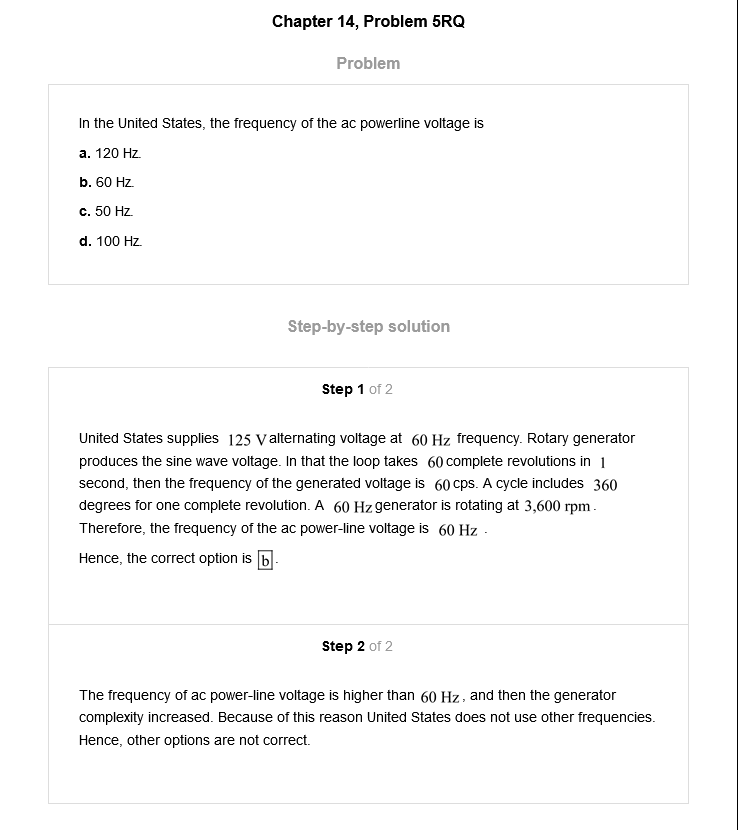 Chapter 14, Problem 5RQ
Problem
In the United States, the frequency of the ac powerline voltage is
a. 120 Hz.
b. 60 Hz.
c. 50 Hz.
d. 100 Hz.
Step-by-step solution
Step 1 of 2
United States supplies 125 V alternating voltage at 60 Hz frequency. Rotary generator
produces the sine wave voltage. In that the loop takes 60 complete revolutions in 1
second, then the frequency of the generated voltage is 60 cps. A cycle includes 360
degrees for one complete revolution. A 60 Hz generator is rotating at 3,600 rpm.
Therefore, the frequency of the ac power-line voltage is 60 Hz .
Hence, the correct option is b.
Step 2 of 2
The frequency of ac power-line voltage is higher than 60 Hz, and then the generator
complexity increased. Because of this reason United States does not use other frequencies.
Hence, other options are not correct.